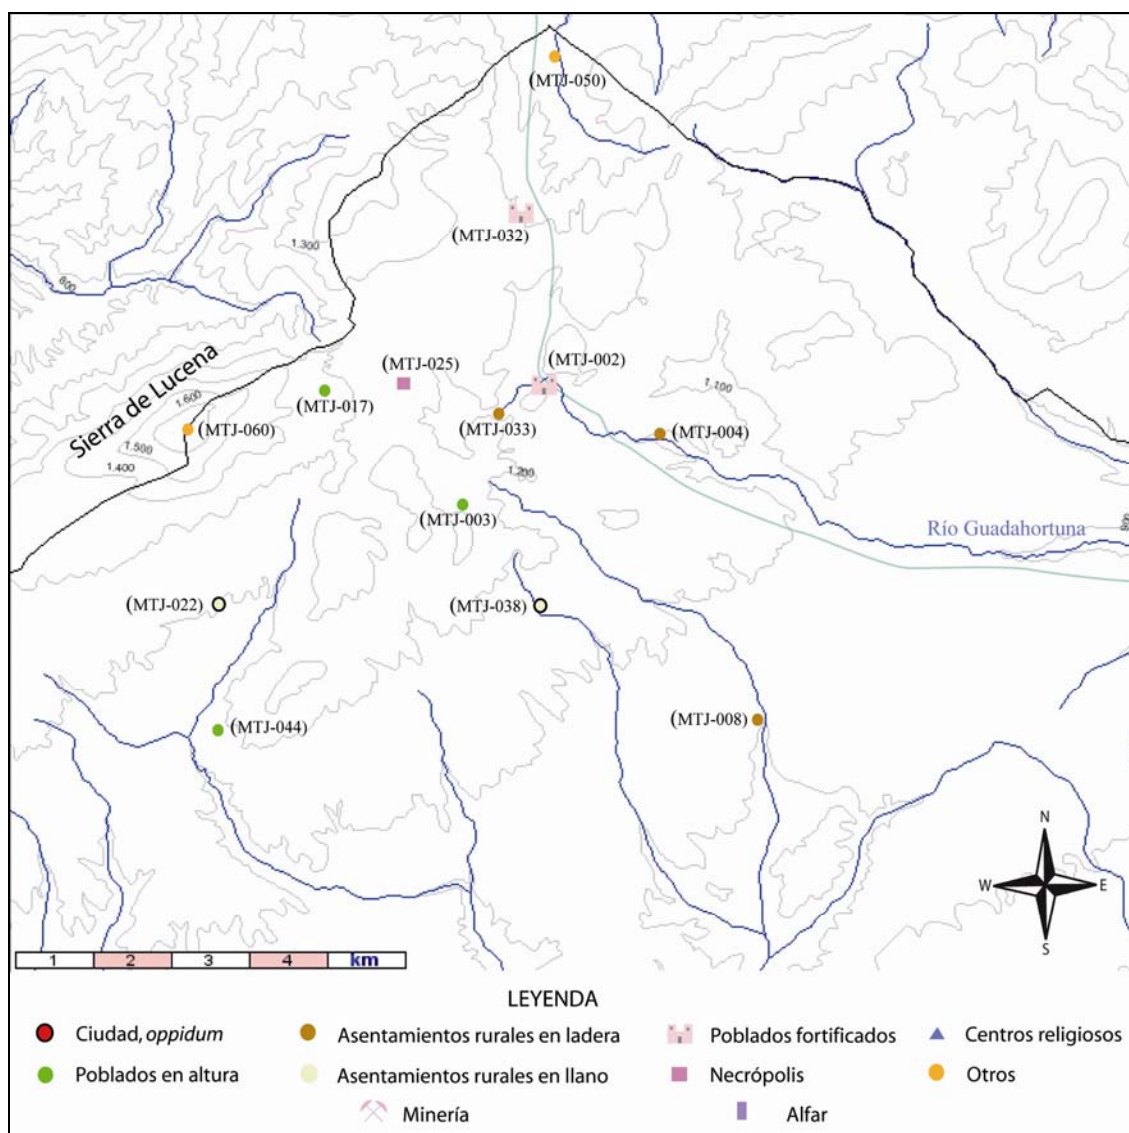 (MTJ-050)
(MTJ-032)
1.300
800
(MTJ-002)
(MTJ-025)
Sierra de Lucena
1.600
(MTJ-017)
1.100
(MTJ-060)
(MTJ-033)
(MTJ-004)
1.500
1.400
1.200
(MTJ-003)
Río Guadahortuna
900
(MTJ-022)
(MTJ-038)
(MTJ-008)
(MTJ-044)
N
W
E
S
1 2 3 4 km
LEYENDA
Ciudad, oppidum
Asentamientos rurales en ladera
Poblados fortificados
Centros religiosos
Poblados en altura
Asentamientos rurales en llano
Necrópolis
Otros
Minería
Alfar